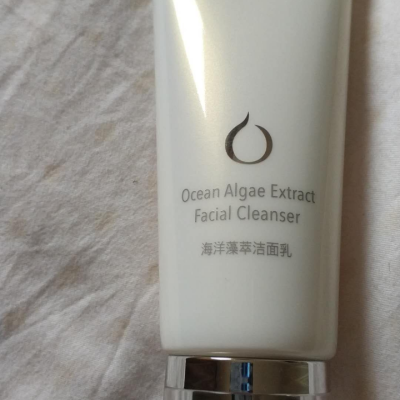 Ocean Algae Extract
Facial Cleanser
海洋藻萃洁面乳